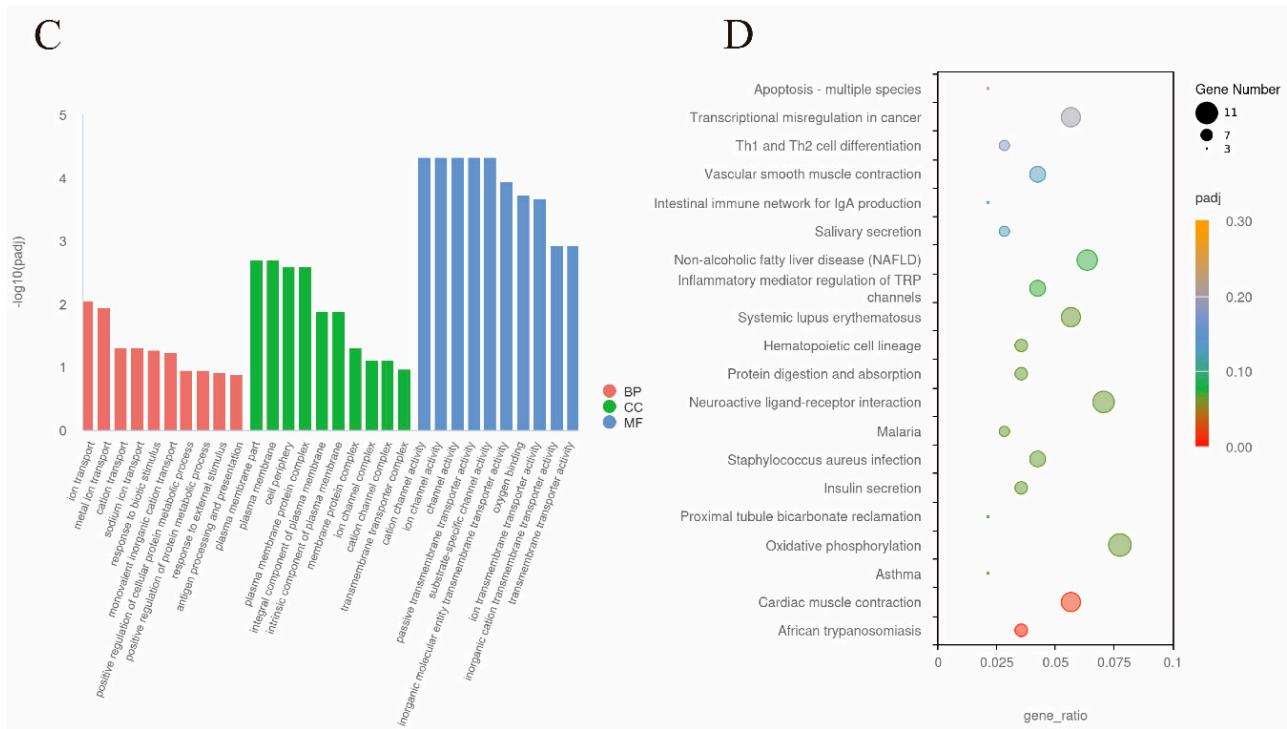 C
5
4
3
2
1
0
-log10(padj)
BP
CC
MF
ion transport
metal ion transport
cation transport
sodium ion transport
response to biotic stimulus
monovalent inorganic cation transport
positive regulation of cellular protein metabolic process
positive regulation of protein metabolic process
response to external stimulus
antigen processing and presentation
plasma membrane part
plasma membrane
cell periphery
plasma membrane protein complex
integral component of plasma membrane
intrinsic component of plasma membrane
membrane protein complex
ion channel complex
cation channel complex
transmembrane transporter complex
cation channel activity
ion channel activity
channel activity
passive transmembrane transporter activity
substrate-specific channel activity
inorganic molecular entity transmembrane transporter activity
oxygen binding
ion transmembrane transporter activity
inorganic cation transmembrane transporter activity
transmembrane transporter activity
D
Apoptosis - multiple species
Transcriptional misregulation in cancer
Th1 and Th2 cell differentiation
Vascular smooth muscle contraction
Intestinal immune network for IgA production
Salivary secretion
Non-alcoholic fatty liver disease (NAFLD)
Inflammatory mediator regulation of TRP
channels
Systemic lupus erythematosus
Hematopoietic cell lineage
Protein digestion and absorption
Neuroactive ligand-receptor interaction
Malaria
Staphylococcus aureus infection
Insulin secretion
Proximal tubule bicarbonate reclamation
Oxidative phosphorylation
Asthma
Cardiac muscle contraction
African trypanosomiasis
0
0.025
0.05
0.075
0.1
gene_ratio
Gene Number
11
7
3
padj
0.30
0.20
0.10
0.00